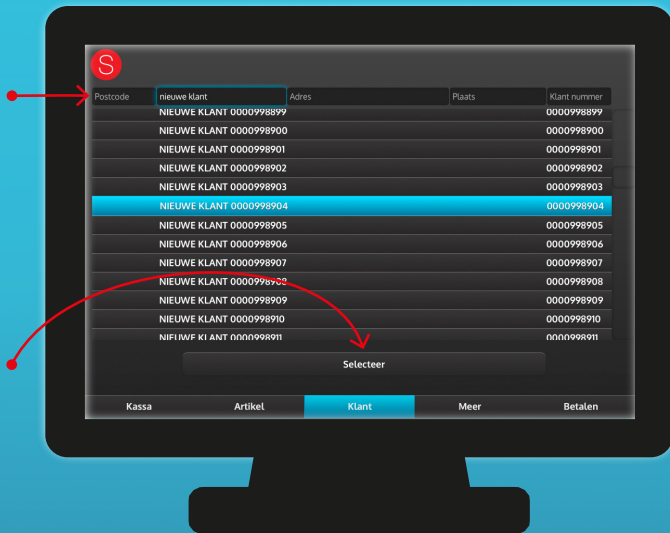 S
Postcode nieuwe klant Adres Plaats Klant nummer
NIEUWE KLANT 0000998899 0000998899
NIEUWE KLANT 0000998900 0000998900
NIEUWE KLANT 0000998901 0000998901
NIEUWE KLANT 0000998902 0000998902
NIEUWE KLANT 0000998903 0000998903
NIEUWE KLANT 0000998904 0000998904
NIEUWE KLANT 0000998905 0000998905
NIEUWE KLANT 0000998906 0000998906
NIEUWE KLANT 0000998907 0000998907
NIEUWE KLANT 0000998908 0000998908
NIEUWE KLANT 0000998909 0000998909
NIEUWE KLANT 0000998910 0000998910
NIEUWE KLANT 0000998911 0000998911
Selecteer
Kassa Artikel Klant Meer Betalen